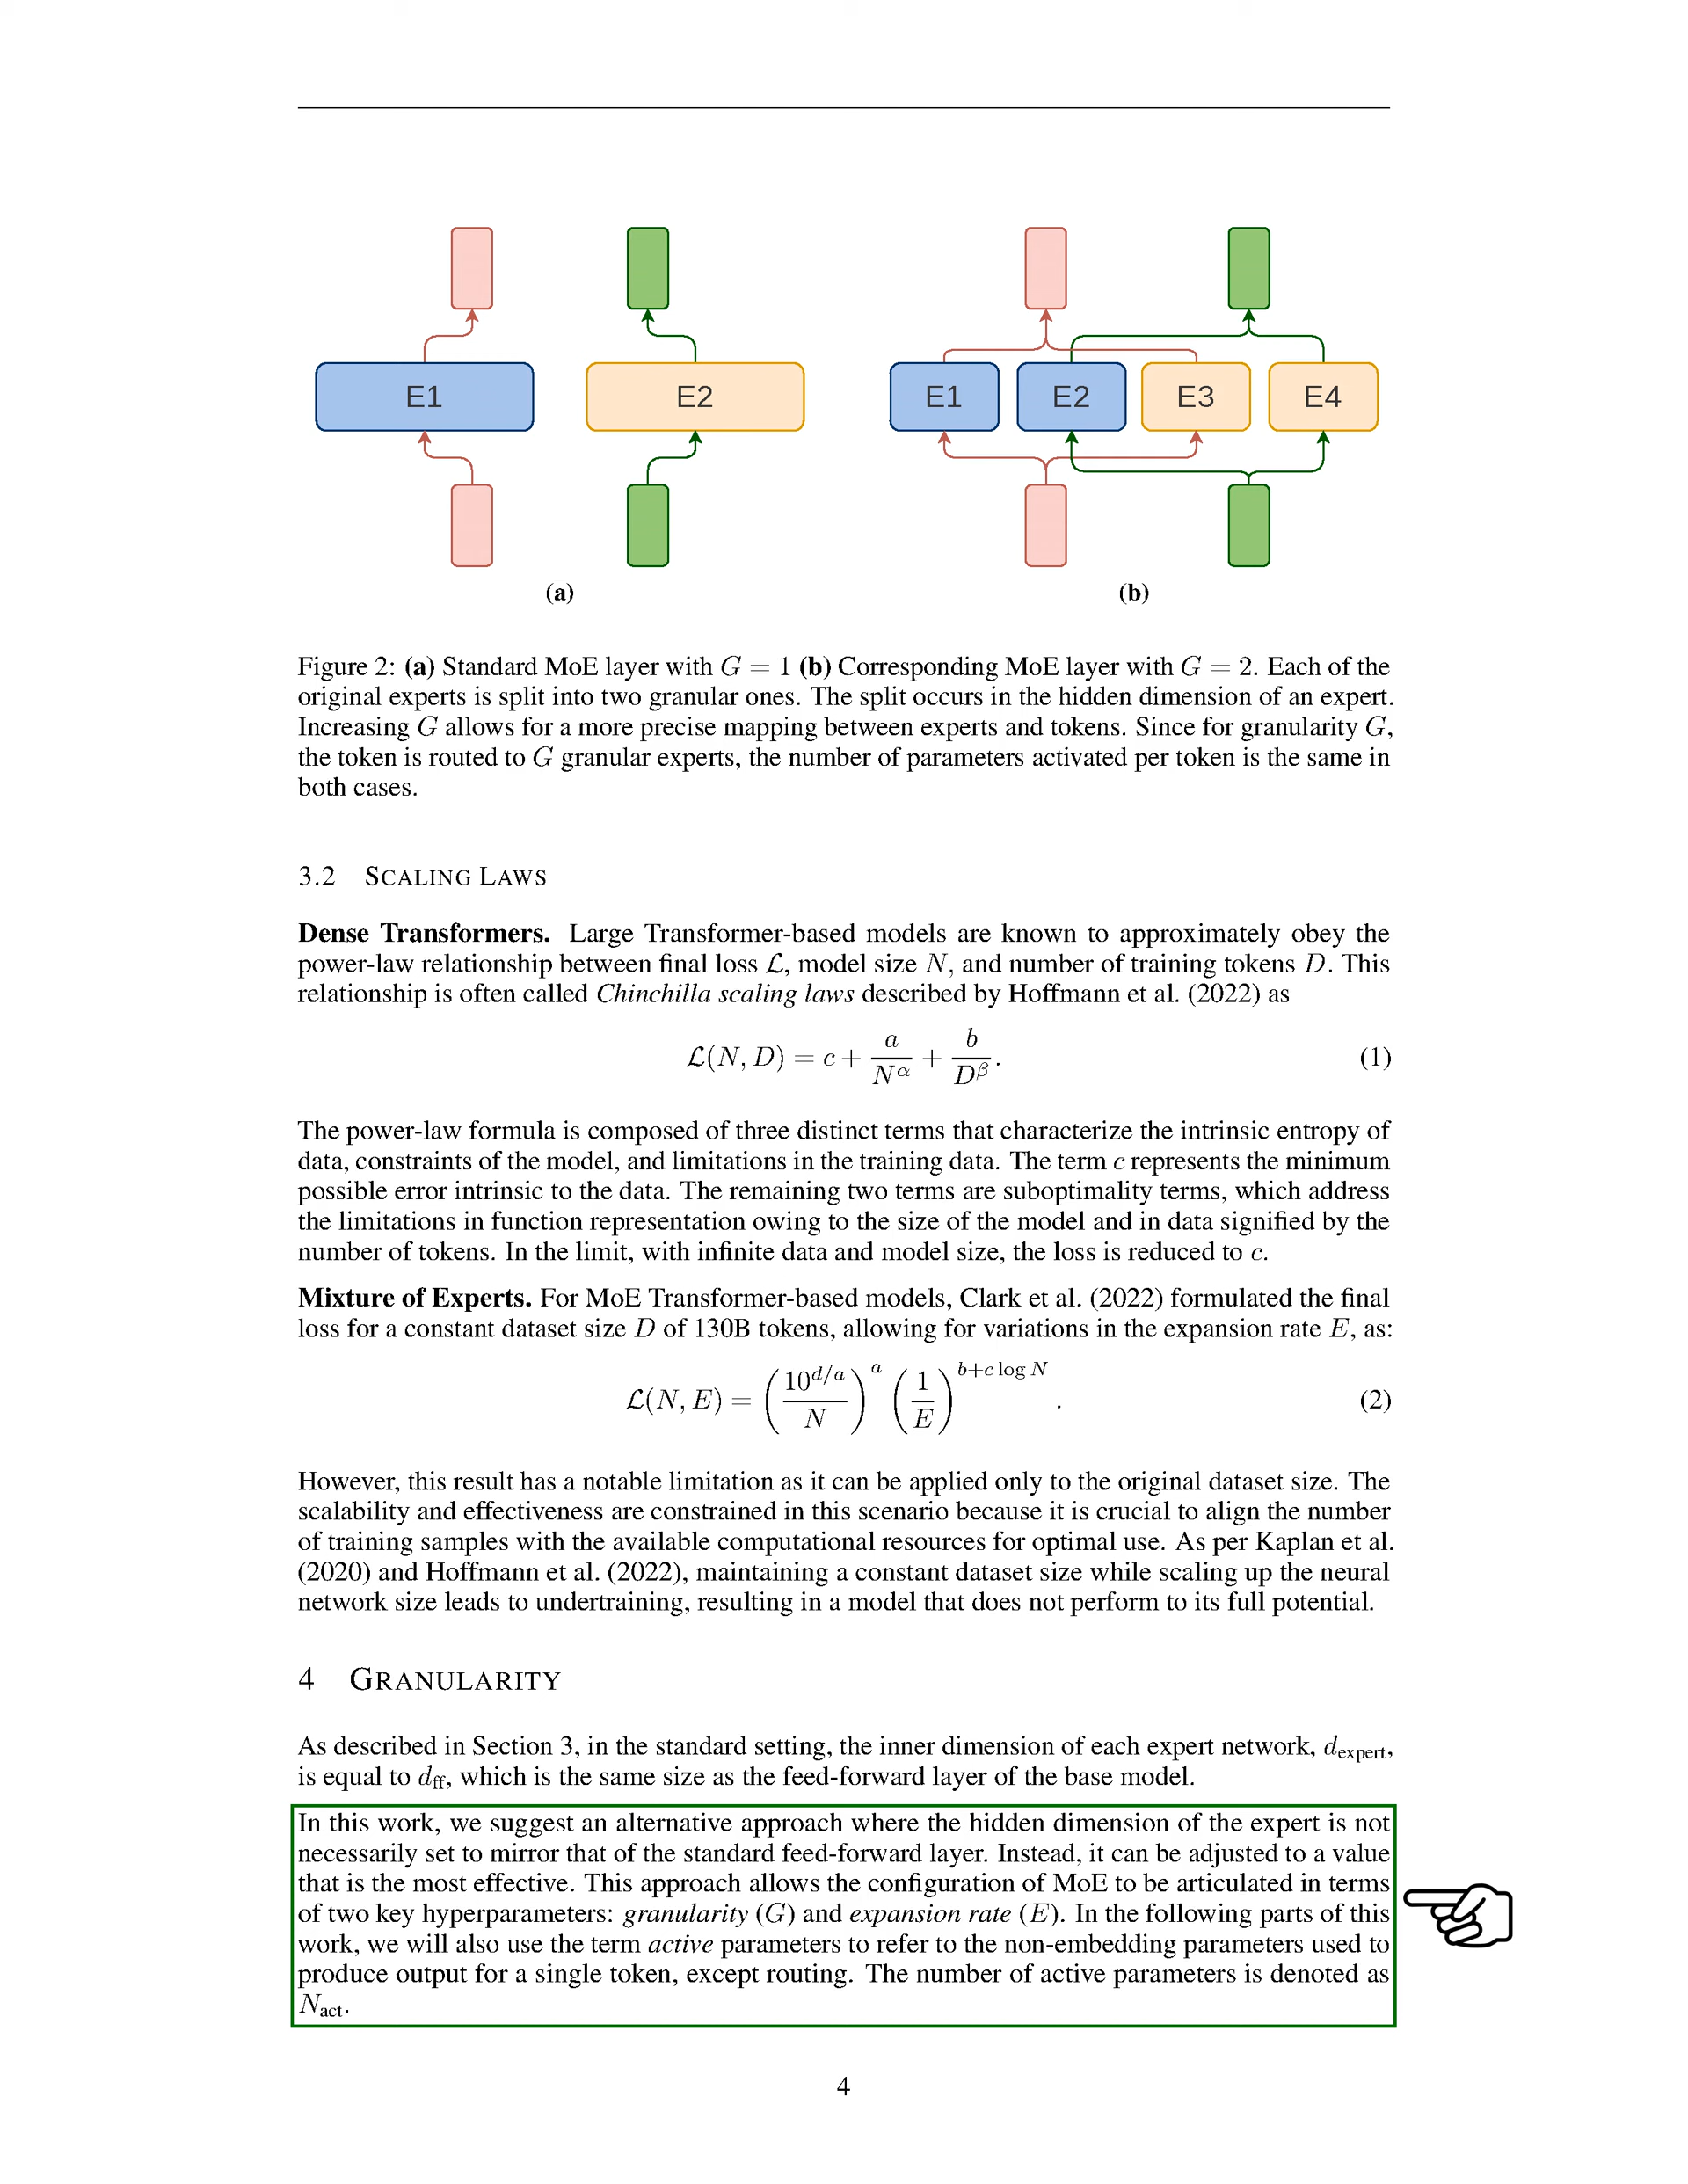 E1
E2
E1
E2
E3
E4
(a)
(b)
Figure 2: (a) Standard MoE layer with G = 1 (b) Corresponding MoE layer with G = 2. Each of the
original experts is split into two granular ones. The split occurs in the hidden dimension of an expert.
Increasing G allows for a more precise mapping between experts and tokens. Since for granularity G,
the token is routed to G granular experts, the number of parameters activated per token is the same in
both cases.
3.2 SCALING LAWS
Dense Transformers. Large Transformer-based models are known to approximately obey the
power-law relationship between final loss ℒ, model size N, and number of training tokens D. This
relationship is often called Chinchilla scaling laws described by Hoffmann et al. (2022) as
ℒ(N, D) = c + a/N^α + b/D^β. (1)
The power-law formula is composed of three distinct terms that characterize the intrinsic entropy of
data, constraints of the model, and limitations in the training data. The term c represents the minimum
possible error intrinsic to the data. The remaining two terms are suboptimality terms, which address
the limitations in function representation owing to the size of the model and in data signified by the
number of tokens. In the limit, with infinite data and model size, the loss is reduced to c.
Mixture of Experts. For MoE Transformer-based models, Clark et al. (2022) formulated the final
loss for a constant dataset size D of 130B tokens, allowing for variations in the expansion rate E, as:
ℒ(N, E) = (10^{d/a}/N)^a (1/E)^{b+c log N}. (2)
However, this result has a notable limitation as it can be applied only to the original dataset size. The
scalability and effectiveness are constrained in this scenario because it is crucial to align the number
of training samples with the available computational resources for optimal use. As per Kaplan et al.
(2020) and Hoffmann et al. (2022), maintaining a constant dataset size while scaling up the neural
network size leads to undertraining, resulting in a model that does not perform to its full potential.
4 GRANULARITY
As described in Section 3, in the standard setting, the inner dimension of each expert network, d_expert,
is equal to d_ff, which is the same size as the feed-forward layer of the base model.
In this work, we suggest an alternative approach where the hidden dimension of the expert is not
necessarily set to mirror that of the standard feed-forward layer. Instead, it can be adjusted to a value
that is the most effective. This approach allows the configuration of MoE to be articulated in terms
of two key hyperparameters: granularity (G) and expansion rate (E). In the following parts of this
work, we will also use the term active parameters to refer to the non-embedding parameters used to
produce output for a single token, except routing. The number of active parameters is denoted as
N_act.
4